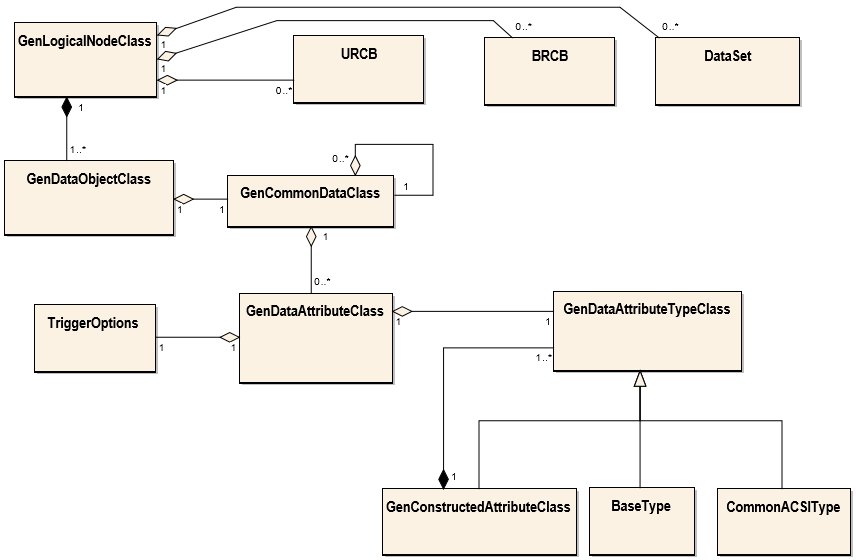 GenLogicalNodeClass
1
1
1
0..*
0..*
0..*
URCB
BRCB
DataSet
1
1..*
GenDataObjectClass
1
1
GenCommonDataClass
0..*
1
1
0..*
GenDataAttributeClass
1
1
GenDataAttributeTypeClass
TriggerOptions
1
1
1..*
1
GenConstructedAttributeClass
BaseType
CommonACSIType